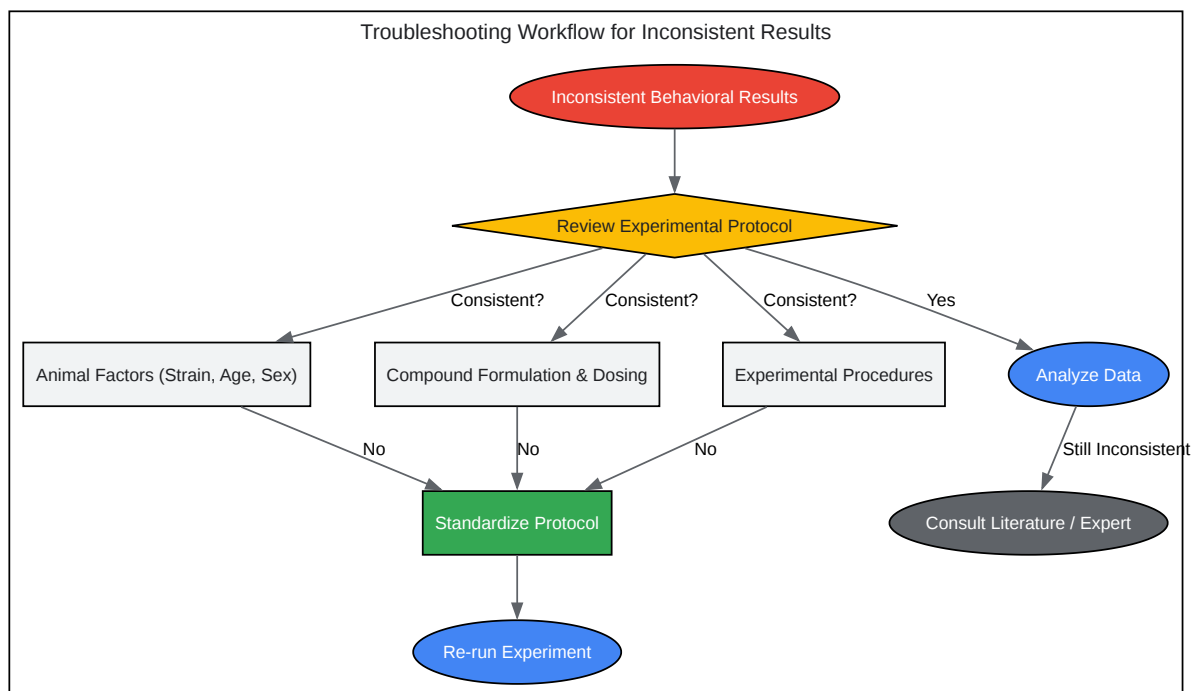 Troubleshooting Workflow for Inconsistent Results
Inconsistent Behavioral Results
Review Experimental Protocol
Consistent?
Consistent?
Consistent?
Yes
Animal Factors (Strain, Age, Sex)
Compound Formulation & Dosing
Experimental Procedures
Analyze Data
No
No
No
Still Inconsistent
Standardize Protocol
Consult Literature / Expert
Re-run Experiment